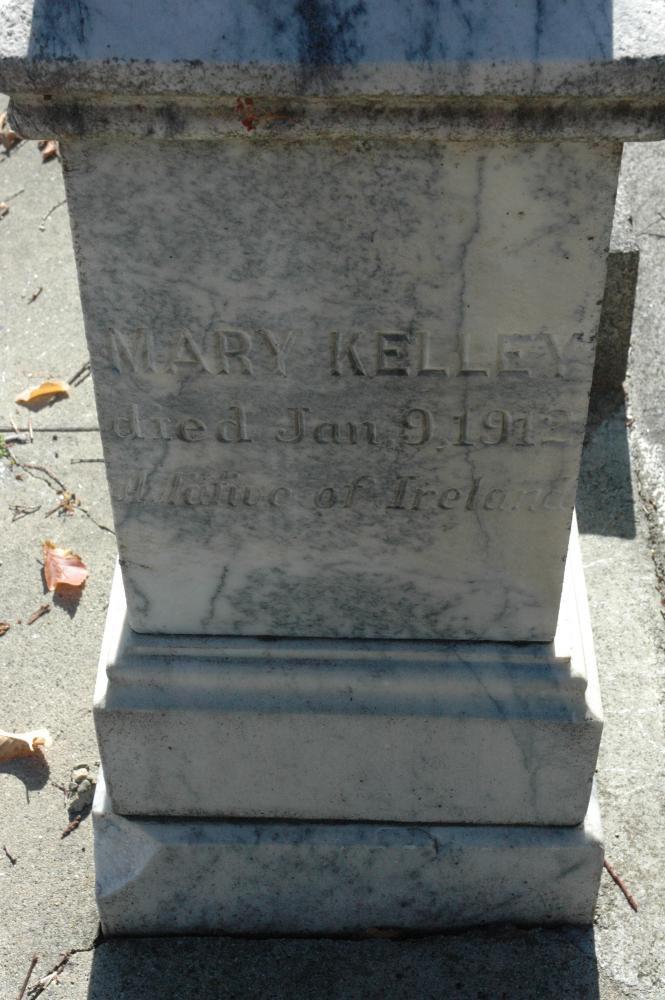 MARY KELLEY
died Jan. 9, 1912
A Native of Ireland